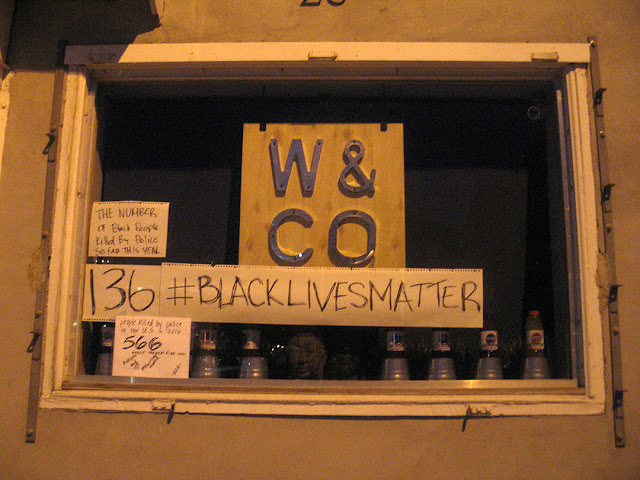 W &
CO
THE NUMBER
Of Black People
Killed By Police
SO FAR THIS YEAR
136
#BLACKLIVESMATTER
people killed by police
in the U.S in 2016
566